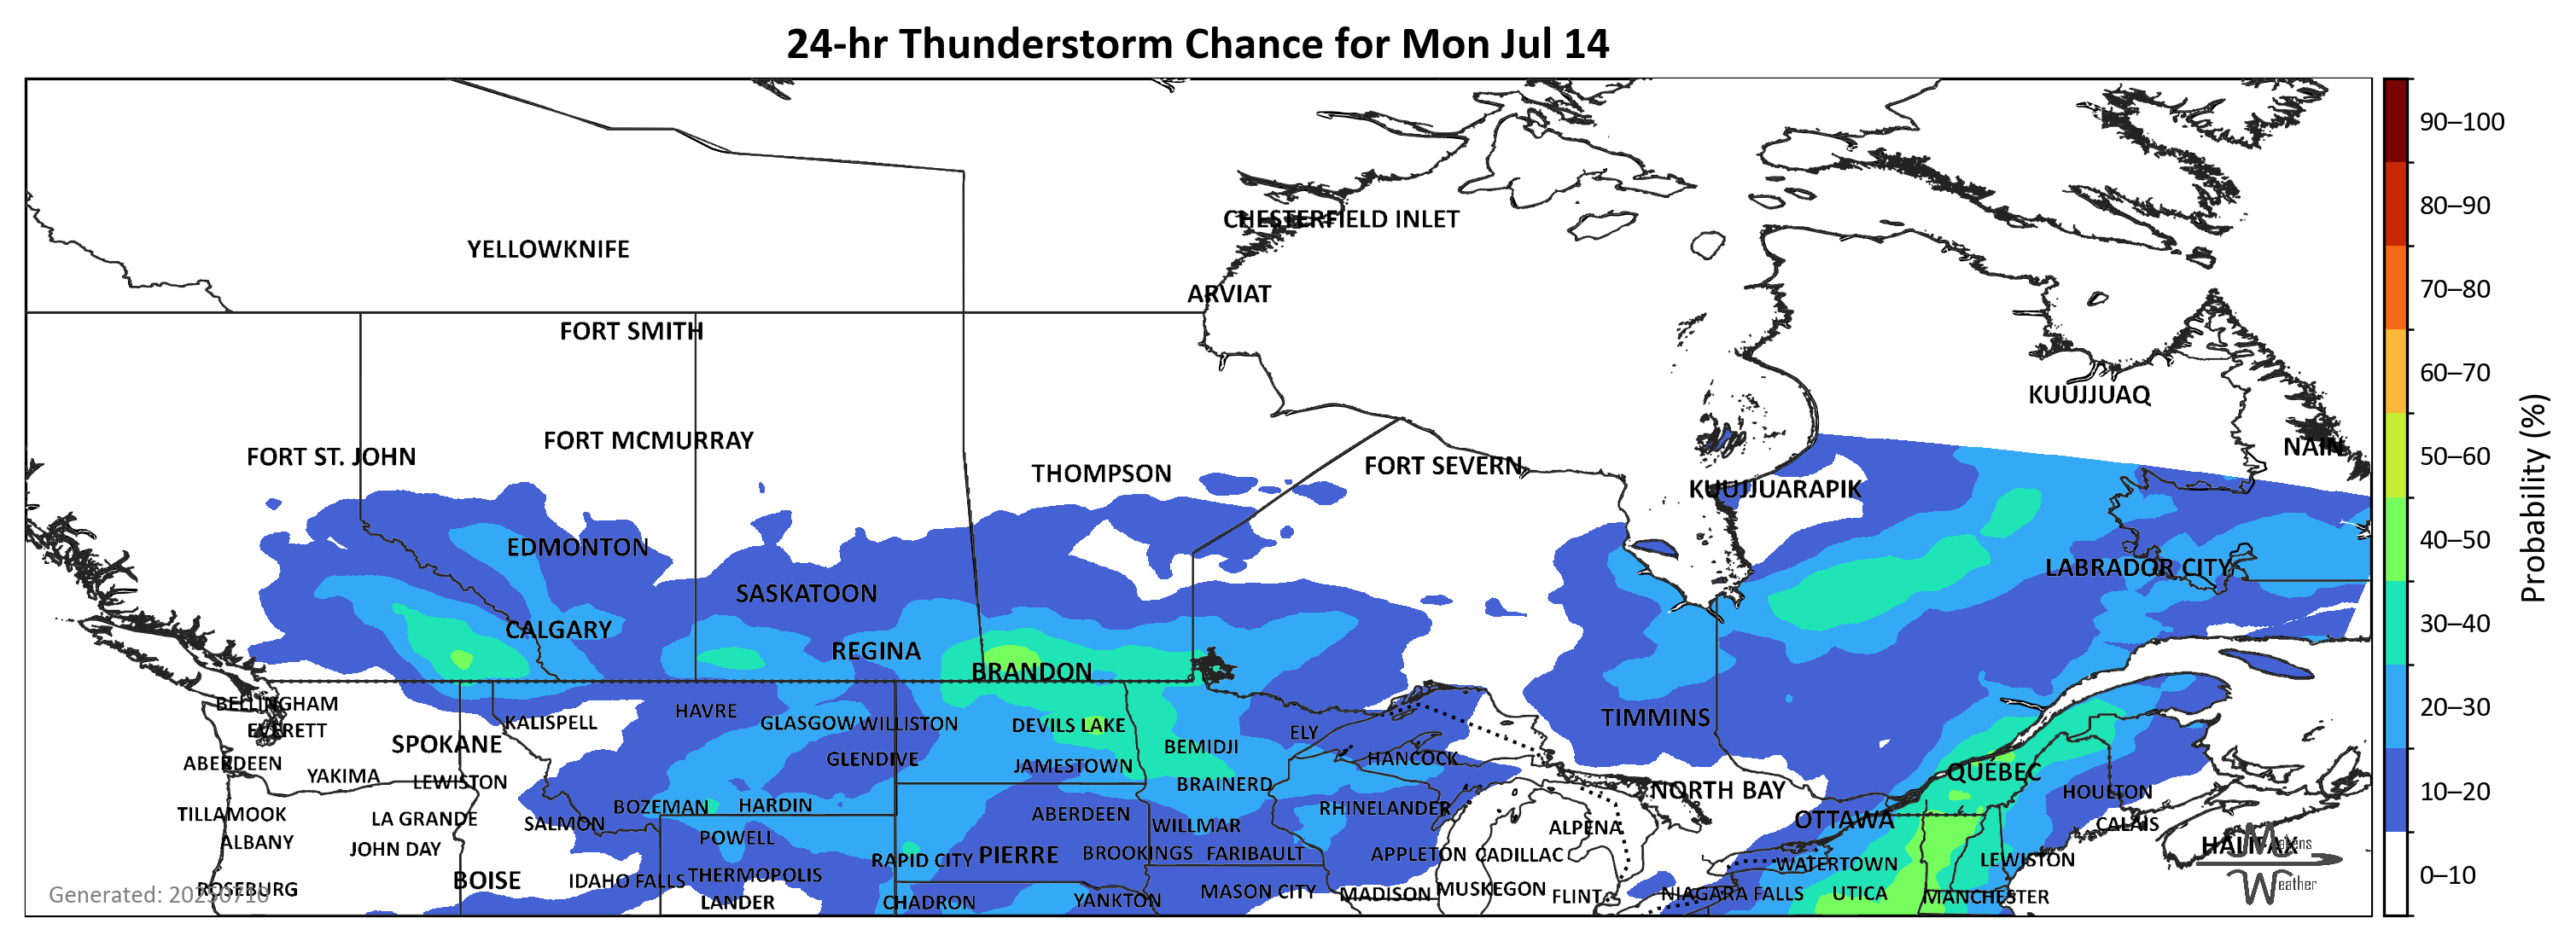 24-hr Thunderstorm Chance for Mon Jul 14
YELLOWKNIFE
CHESTERFIELD INLET
ARVIAT
FORT SMITH
KUUJJUAQ
FORT MCMURRAY
NAIN
FORT ST. JOHN
THOMPSON
FORT SEVERN
KUUJJUARAPIK
EDMONTON
LABRADOR CITY
SASKATOON
CALGARY
REGINA
BRANDON
BELLINGHAM
HAVRE
TIMMINS
KALISPELL
GLASGOW
WILLISTON
DEVILS LAKE
EVERETT
ELY
SPOKANE
BEMIDJI
ABERDEEN
GLENDIVE
HANCOCK
JAMESTOWN
QUÉBEC
YAKIMA
LEWISTON
BRAINERD
NORTH BAY
HOULTON
BOZEMAN
HARDIN
RHINELANDER
TILLAMOOK
LA GRANDE
SALMON
ABERDEEN
WILLMAR
ALPENA
OTTAWA
CALAIS
ALBANY
JOHN DAY
POWELL
HALIFAX
RAPID CITY
PIERRE
BROOKINGS
FARIBAULT
APPLETON
CADILLAC
WATERTOWN
LEWISTON
BOISE
IDAHO FALLS
THERMOPOLIS
ROSEBURG
MASON CITY
MADISON
MUSKEGON
FLINT
NIAGARA FALLS
UTICA
MANCHESTER
LANDER
CHADRON
YANKTON
Generated: 20250710
Makens
Weather
90–100
80–90
70–80
60–70
50–60
40–50
30–40
20–30
10–20
0–10
Probability (%)